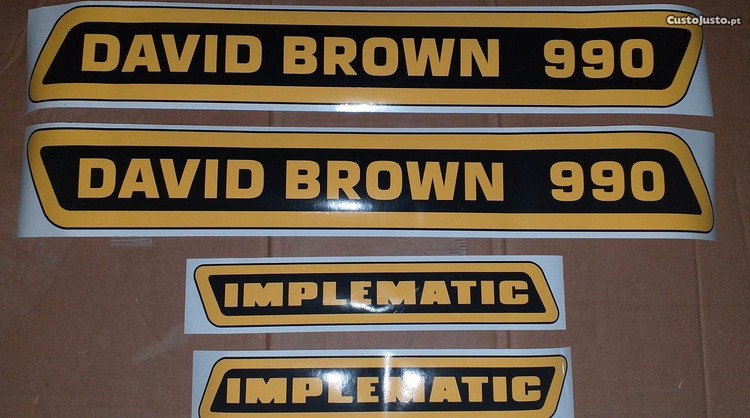 CustoJusto.pt
DAVID BROWN 990
DAVID BROWN 990
IMPLEMATIC
IMPLEMATIC